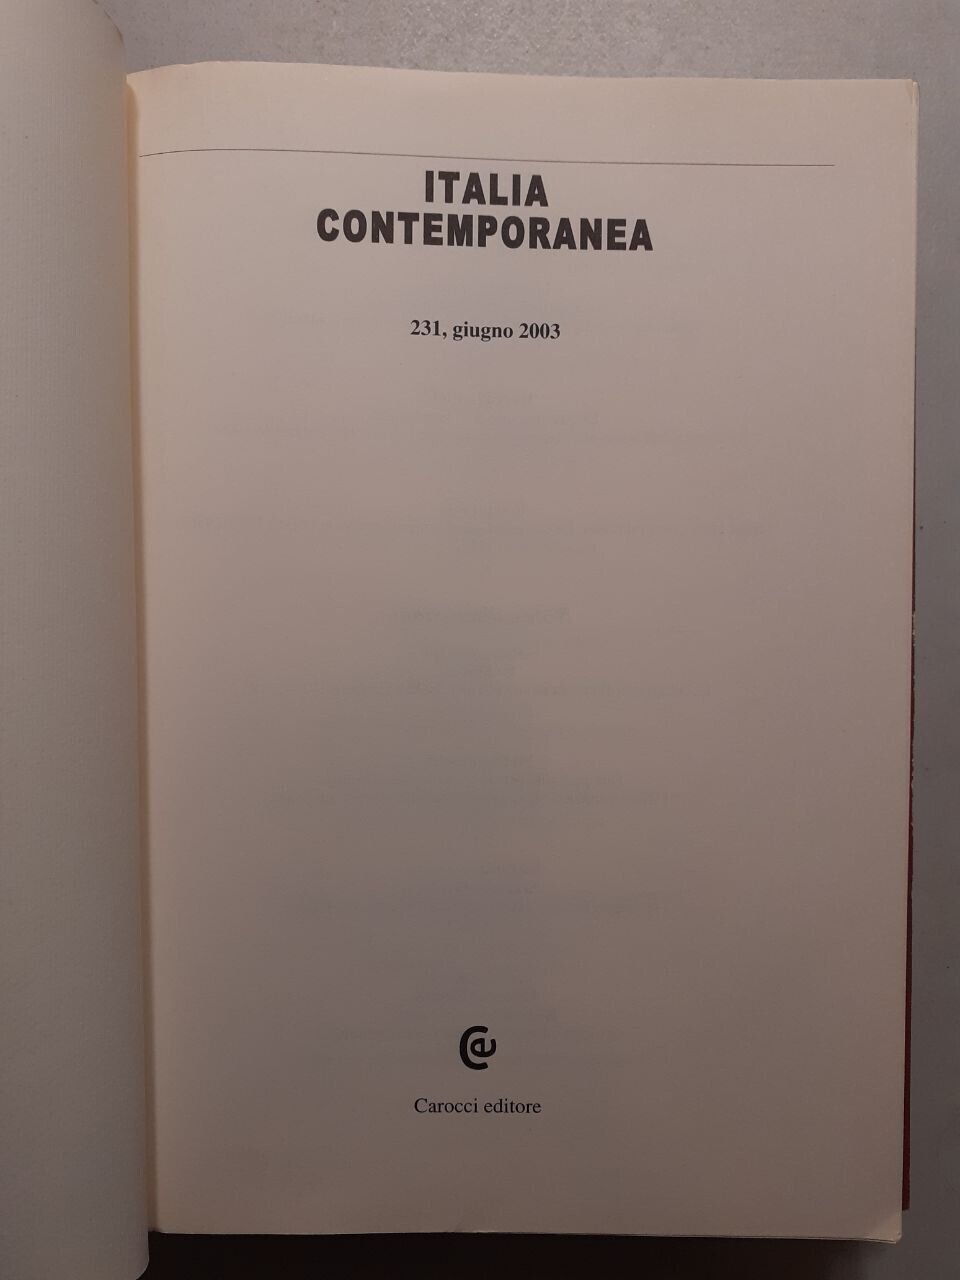 ITALIA
CONTEMPORANEA
231, giugno 2003
Carocci editore